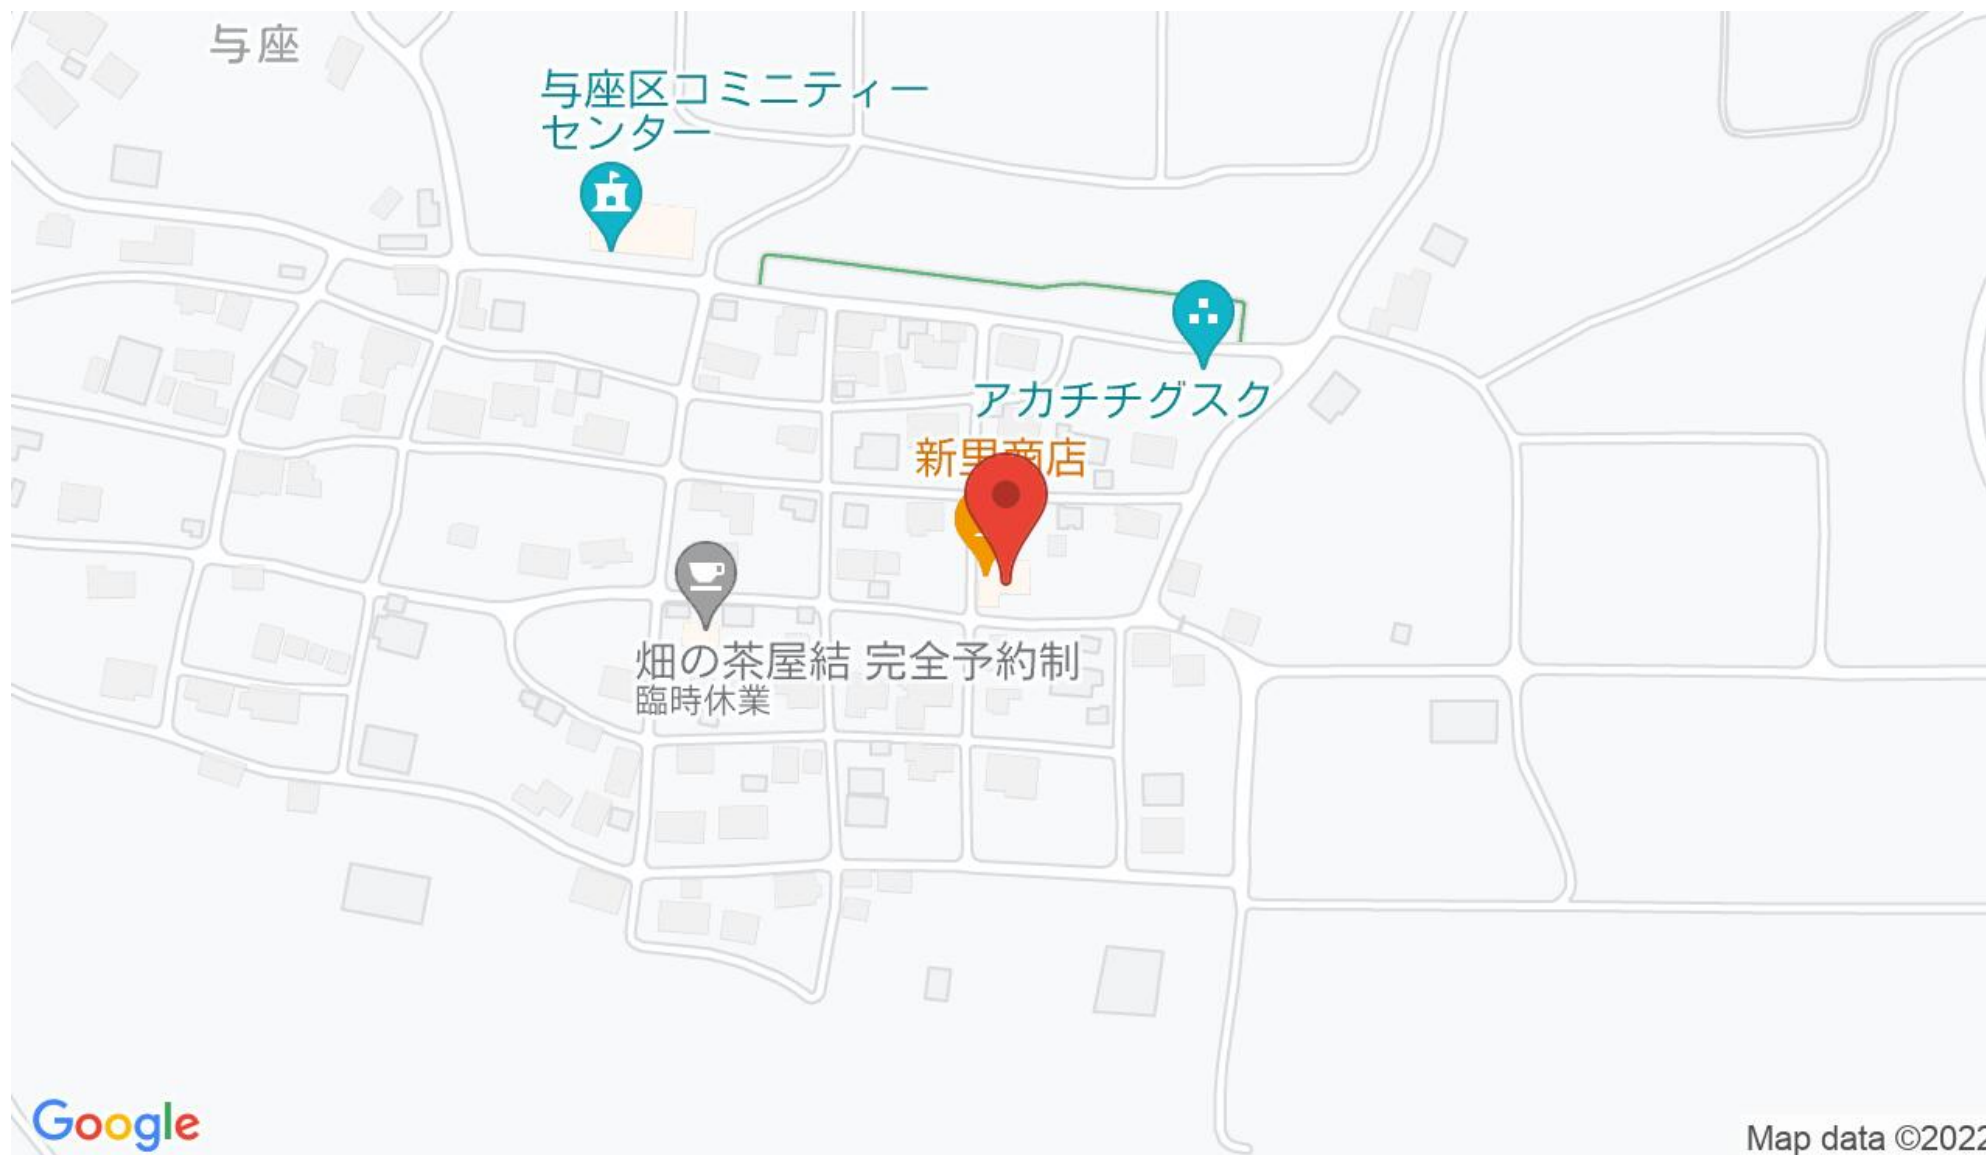 与座
与座区コミニティー
センター
アカチチグスク
新里商店
畑の茶屋結 完全予約制
臨時休業
Google
Map data ©2022